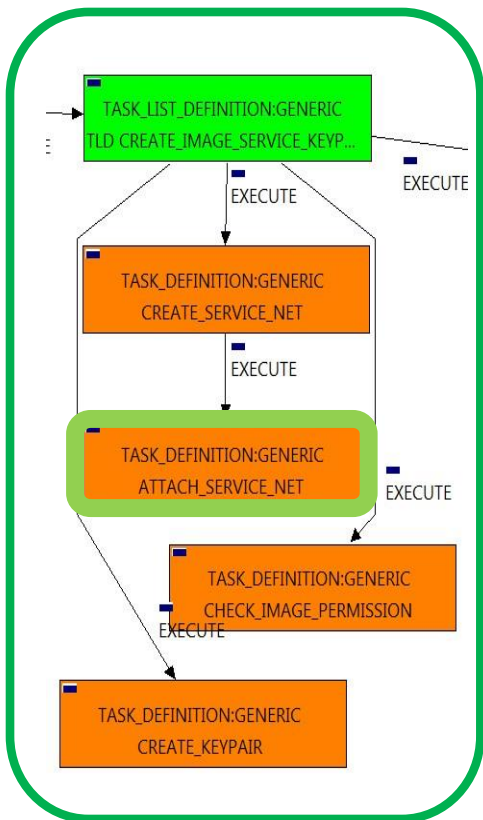 TASK_LIST_DEFINITION:GENERIC
TLD CREATE_IMAGE_SERVICE_KEYP...
EXECUTE
EXECUTE
TASK_DEFINITION:GENERIC
CREATE_SERVICE_NET
EXECUTE
TASK_DEFINITION:GENERIC
ATTACH_SERVICE_NET
EXECUTE
TASK_DEFINITION:GENERIC
CHECK_IMAGE_PERMISSION
EXECUTE
TASK_DEFINITION:GENERIC
CREATE_KEYPAIR